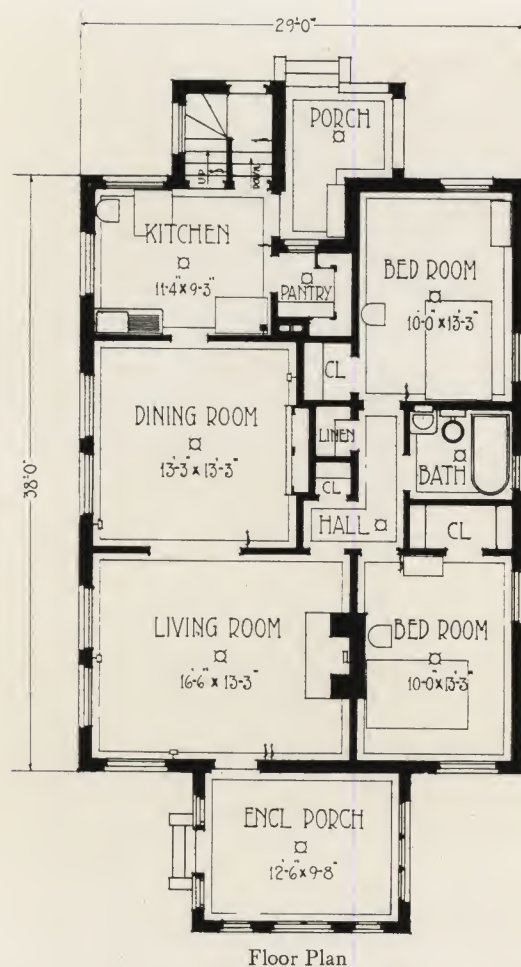 29'-0"
PORCH
UP
DOWN
KITCHEN
11'-4" x 9'-3"
PANTRY
BED ROOM
10'-0" x 13'-3"
CL
DINING ROOM
13'-3" x 13'-3"
LINEN
BATH
CL
HALL
CL
38'-0"
LIVING ROOM
16'-6" x 13'-3"
BED ROOM
10'-0" x 13'-3"
ENCL PORCH
12'-6" x 9'-8"
Floor Plan